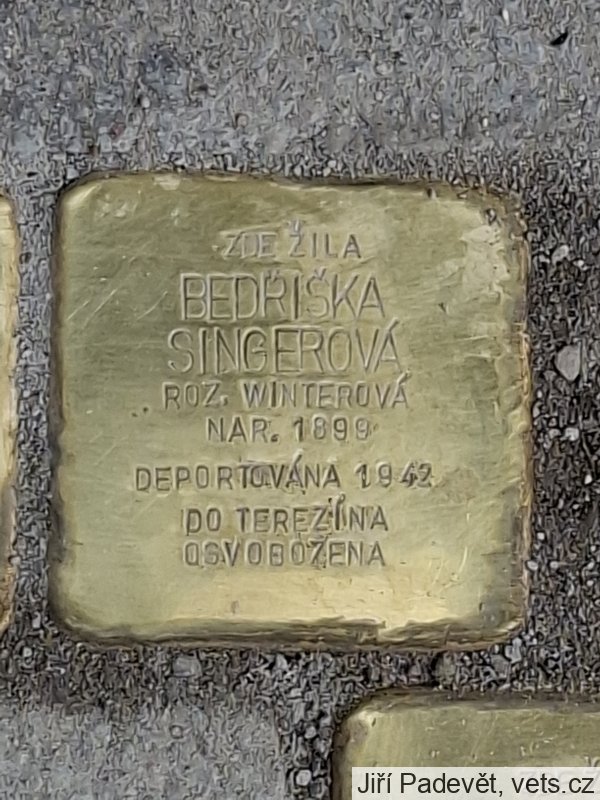 ZDE ŽILA
BEDŘIŠKA
SINGEROVÁ
ROZ. WINTEROVÁ
NAR. 1899
DEPORTOVÁNA 1942
DO TEREZÍNA
OSVOBOZENA
Jiří Padevět, vets.cz